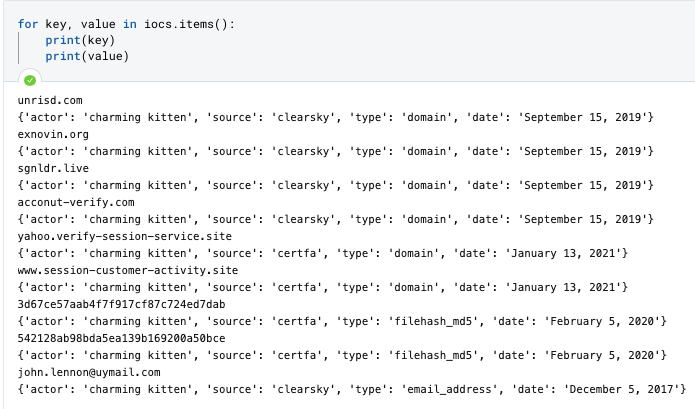 for key, value in iocs.items():
    print(key)
    print(value)
unrisd.com
{'actor': 'charming kitten', 'source': 'clearsky', 'type': 'domain', 'date': 'September 15, 2019'}
exnovin.org
{'actor': 'charming kitten', 'source': 'clearsky', 'type': 'domain', 'date': 'September 15, 2019'}
sgnldr.live
{'actor': 'charming kitten', 'source': 'clearsky', 'type': 'domain', 'date': 'September 15, 2019'}
acconut-verify.com
{'actor': 'charming kitten', 'source': 'clearsky', 'type': 'domain', 'date': 'September 15, 2019'}
yahoo.verify-session-service.site
{'actor': 'charming kitten', 'source': 'certfa', 'type': 'domain', 'date': 'January 13, 2021'}
www.session-customer-activity.site
{'actor': 'charming kitten', 'source': 'certfa', 'type': 'domain', 'date': 'January 13, 2021'}
3d67ce57aab4f7f917cf87c724ed7dab
{'actor': 'charming kitten', 'source': 'certfa', 'type': 'filehash_md5', 'date': 'February 5, 2020'}
542128ab98bda5ea139b169200a50bce
{'actor': 'charming kitten', 'source': 'certfa', 'type': 'filehash_md5', 'date': 'February 5, 2020'}
john.lennon@uymail.com
{'actor': 'charming kitten', 'source': 'clearsky', 'type': 'email_address', 'date': 'December 5, 2017'}